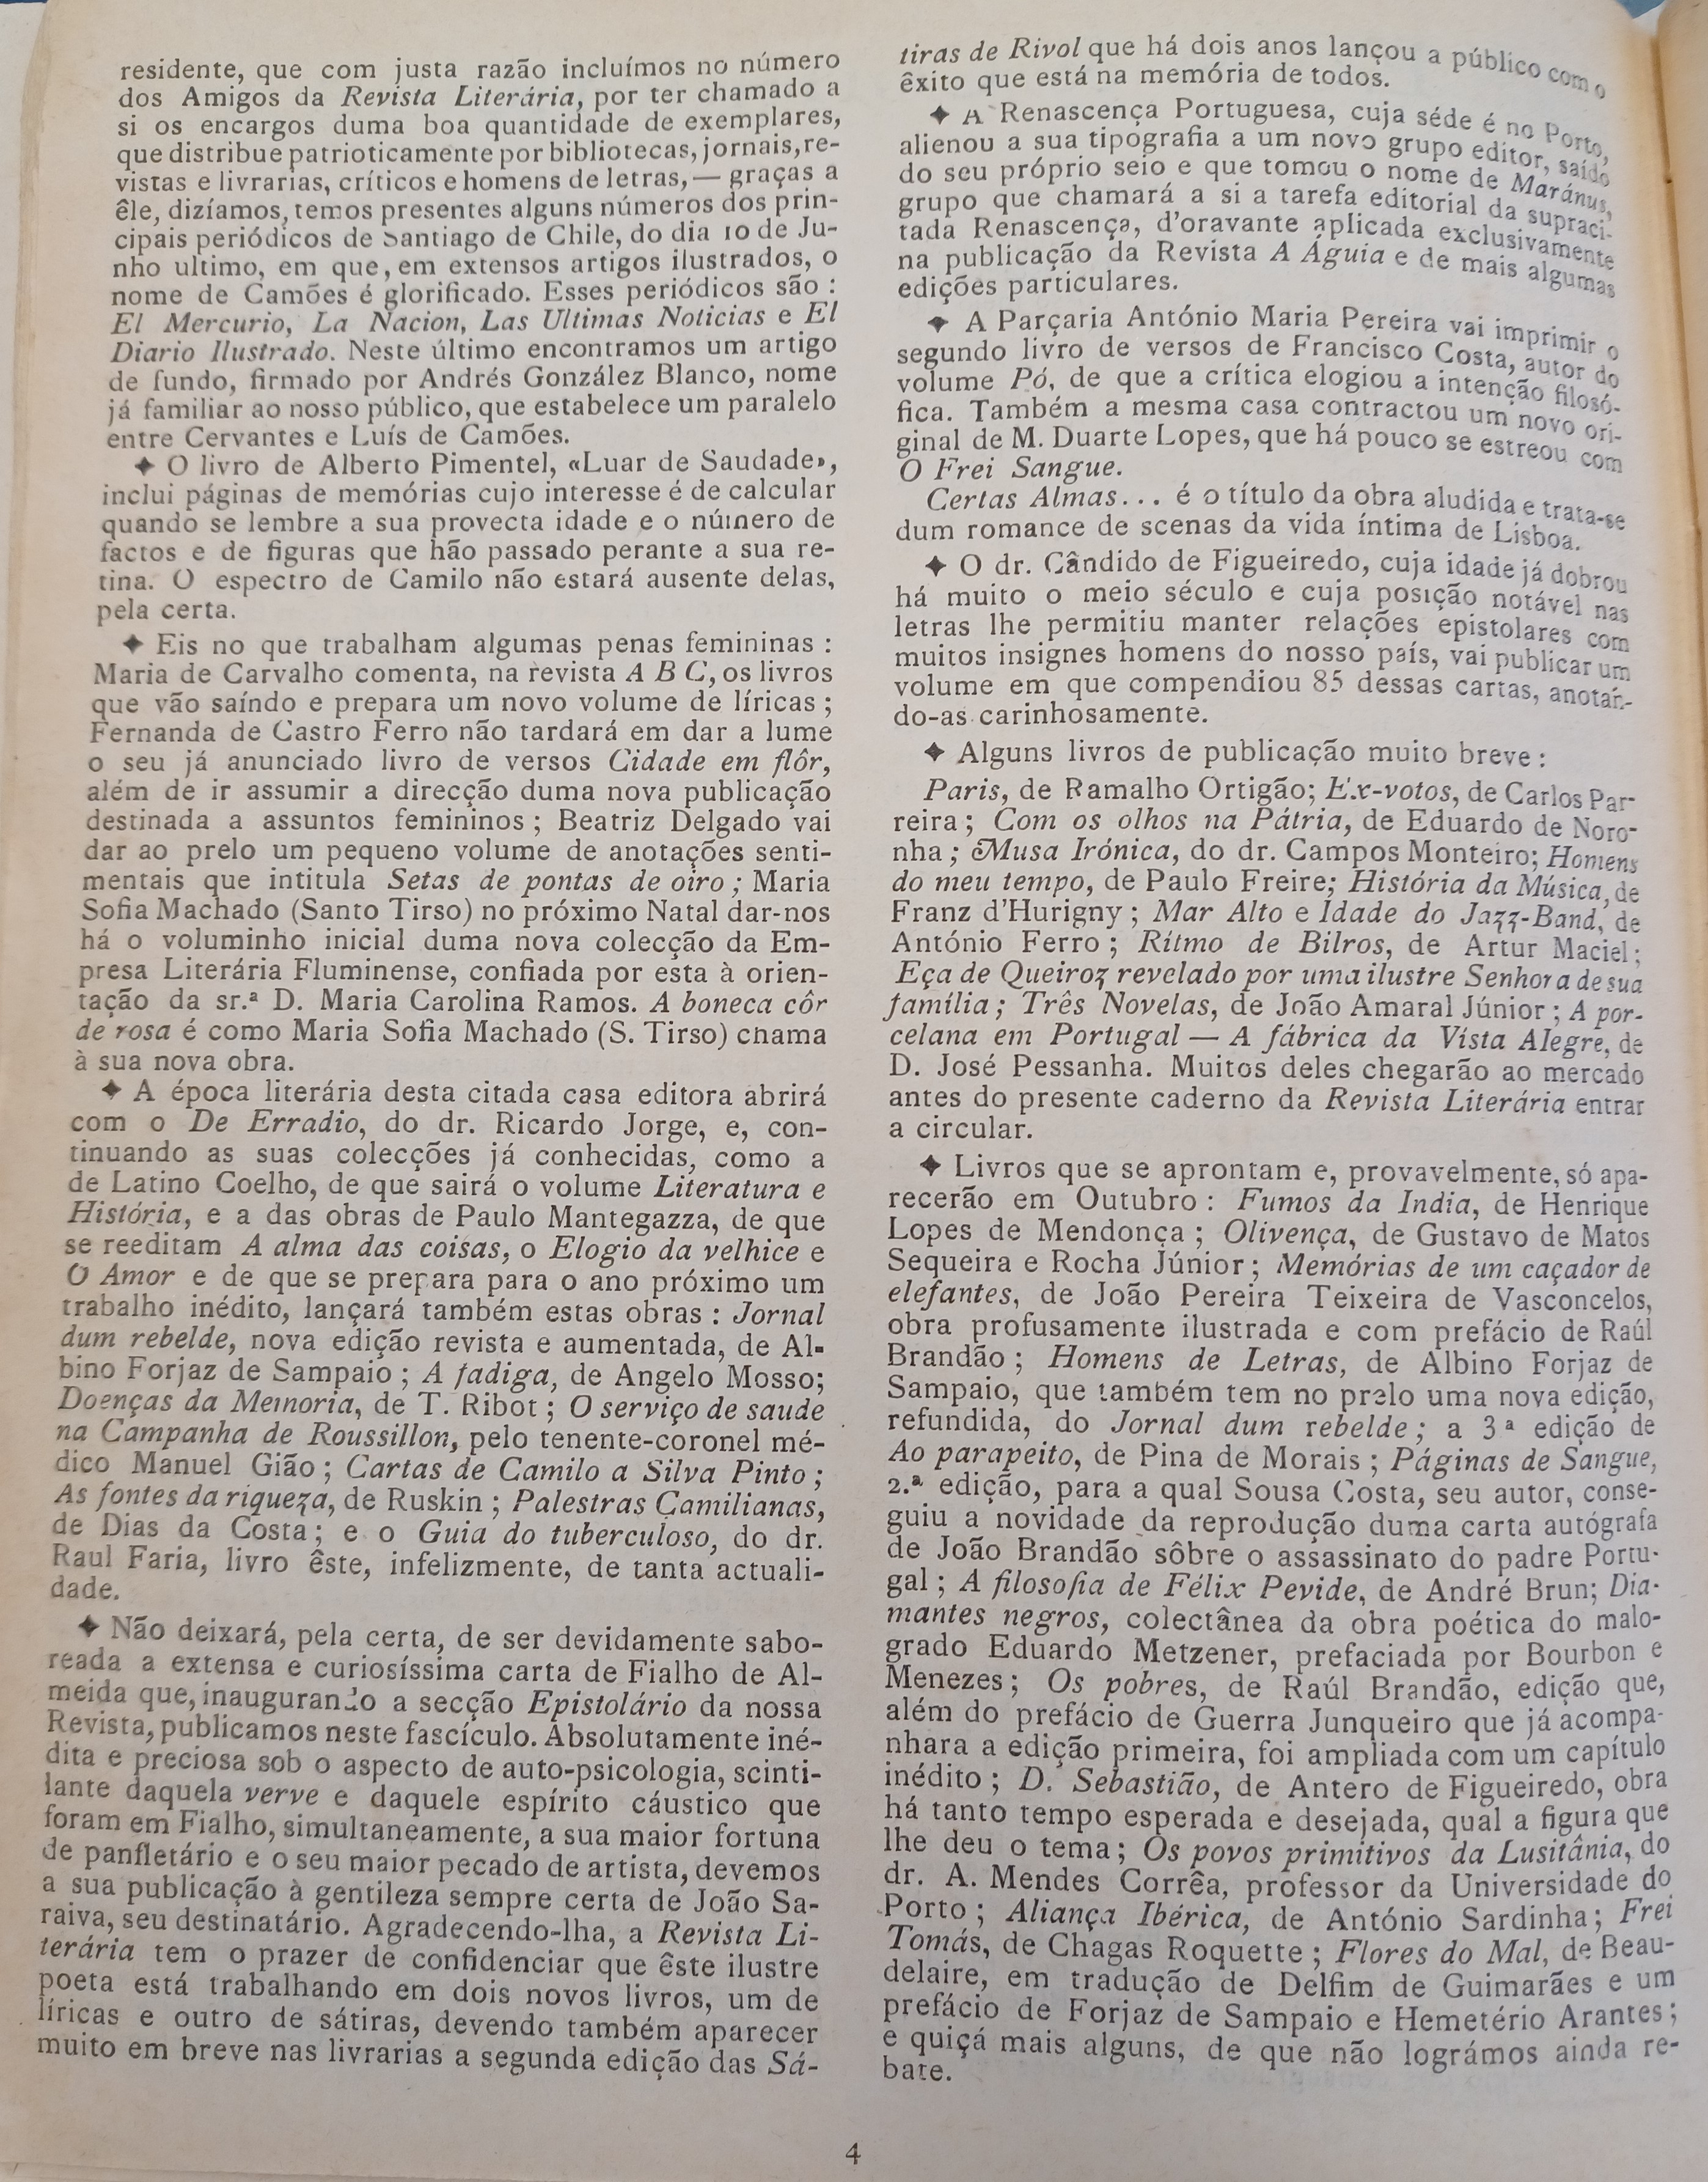 residente, que com justa razão incluímos no número
dos Amigos da Revista Literária, por ter chamado a
si os encargos duma boa quantidade de exemplares,
que distribue patrioticamente por bibliotecas, jornais, re-
vistas e livrarias, críticos e homens de letras, — graças a
êle, dizíamos, temos presentes alguns números dos prin-
cipais periódicos de Santiago de Chile, do dia 10 de Ju-
nho ultimo, em que, em extensos artigos ilustrados, o
nome de Camões é glorificado. Esses periódicos são :
El Mercurio, La Nacion, Las Ultimas Noticias e El
Diario Ilustrado. Neste último encontramos um artigo
de fundo, firmado por Andrés González Blanco, nome
já familiar ao nosso público, que estabelece um paralelo
entre Cervantes e Luís de Camões.
✦ O livro de Alberto Pimentel, «Luar de Saudade»,
inclui páginas de memórias cujo interesse é de calcular
quando se lembre a sua provecta idade e o número de
factos e de figuras que hão passado perante a sua re-
tina. O espectro de Camilo não estará ausente delas,
pela certa.
✦ Eis no que trabalham algumas penas femininas :
Maria de Carvalho comenta, na revista A B C, os livros
que vão saíndo e prepara um novo volume de líricas ;
Fernanda de Castro Ferro não tardará em dar a lume
o seu já anunciado livro de versos Cidade em flôr,
além de ir assumir a direcção duma nova publicação
destinada a assuntos femininos ; Beatriz Delgado vai
dar ao prelo um pequeno volume de anotações senti-
mentais que intitula Setas de pontas de oiro ; Maria
Sofia Machado (Santo Tirso) no próximo Natal dar-nos
há o voluminho inicial duma nova colecção da Em-
presa Literária Fluminense, confiada por esta à orien-
tação da sr.ª D. Maria Carolina Ramos. A boneca côr
de rosa é como Maria Sofia Machado (S. Tirso) chama
à sua nova obra.
✦ A época literária desta citada casa editora abrirá
com o De Erradio, do dr. Ricardo Jorge, e, con-
tinuando as suas colecções já conhecidas, como a
de Latino Coelho, de que sairá o volume Literatura e
História, e a das obras de Paulo Mantegazza, de que
se reeditam A alma das coisas, o Elogio da velhice e
O Amor e de que se prepara para o ano próximo um
trabalho inédito, lançará também estas obras : Jornal
dum rebelde, nova edição revista e aumentada, de Al-
bino Forjaz de Sampaio ; A fadiga, de Angelo Mosso;
Doenças da Memoria, de T. Ribot ; O serviço de saude
na Campanha de Roussillon, pelo tenente-coronel mé-
dico Manuel Gião ; Cartas de Camilo a Silva Pinto ;
As fontes da riqueza, de Ruskin ; Palestras Camilianas,
de Dias da Costa ; e o Guia do tuberculoso, do dr.
Raul Faria, livro êste, infelizmente, de tanta actuali-
dade.
✦ Não deixará, pela certa, de ser devidamente sabo-
reada a extensa e curiosíssima carta de Fialho de Al-
meida que, inaugurando a secção Epistolário da nossa
Revista, publicamos neste fascículo. Absolutamente iné-
dita e preciosa sob o aspecto de auto-psicologia, scinti-
lante daquela verve e daquele espírito cáustico que
foram em Fialho, simultaneamente, a sua maior fortuna
de panfletário e o seu maior pecado de artista, devemos
a sua publicação à gentileza sempre certa de João Sa-
raiva, seu destinatário. Agradecendo-lha, a Revista Li-
terária tem o prazer de confidenciar que êste ilustre
poeta está trabalhando em dois novos livros, um de
líricas e outro de sátiras, devendo também aparecer
muito em breve nas livrarias a segunda edição das Sá-
tiras de Rivol que há dois anos lançou a público com o
êxito que está na memória de todos.
✦ A Renascença Portuguesa, cuja séde é no Porto,
alienou a sua tipografia a um novo grupo editor, saído
do seu próprio seio e que tomou o nome de Maránus,
grupo que chamará a si a tarefa editorial da supraci-
tada Renascença, d'oravante aplicada exclusivamente
na publicação da Revista A Águia e de mais algumas
edições particulares.
✦ A Parçaria António Maria Pereira vai imprimir o
segundo livro de versos de Francisco Costa, autor do
volume Pó, de que a crítica elogiou a intenção filosó-
fica. Também a mesma casa contractou um novo ori-
ginal de M. Duarte Lopes, que há pouco se estreou com
O Frei Sangue.
Certas Almas... é o título da obra aludida e trata-se
dum romance de scenas da vida íntima de Lisboa.
✦ O dr. Cândido de Figueiredo, cuja idade já dobrou
há muito o meio século e cuja posição notável nas
letras lhe permitiu manter relações epistolares com
muitos insignes homens do nosso país, vai publicar um
volume em que compendiou 85 dessas cartas, anotan-
do-as carinhosamente.
✦ Alguns livros de publicação muito breve :
Paris, de Ramalho Ortigão; Ex-votos, de Carlos Par-
reira ; Com os olhos na Pátria, de Eduardo de Noro-
nha ; Musa Irónica, do dr. Campos Monteiro; Homens
do meu tempo, de Paulo Freire; História da Música, de
Franz d'Hurigny ; Mar Alto e Idade do Jazz-Band, de
António Ferro ; Ritmo de Bilros, de Artur Maciel ;
Eça de Queiroz revelado por uma ilustre Senhora de sua
família ; Três Novelas, de João Amaral Júnior ; A por-
celana em Portugal — A fábrica da Vista Alegre, de
D. José Pessanha. Muitos deles chegarão ao mercado
antes do presente caderno da Revista Literária entrar
a circular.
✦ Livros que se aprontam e, provavelmente, só apa-
recerão em Outubro : Fumos da India, de Henrique
Lopes de Mendonça ; Olivença, de Gustavo de Matos
Sequeira e Rocha Júnior ; Memórias de um caçador de
elefantes, de João Pereira Teixeira de Vasconcelos,
obra profusamente ilustrada e com prefácio de Raúl
Brandão ; Homens de Letras, de Albino Forjaz de
Sampaio, que também tem no prelo uma nova edição,
refundida, do Jornal dum rebelde ; a 3.ª edição de
Ao parapeito, de Pina de Morais ; Páginas de Sangue,
2.ª edição, para a qual Sousa Costa, seu autor, conse-
guiu a novidade da reprodução duma carta autógrafa
de João Brandão sôbre o assassinato do padre Portu-
gal ; A filosofia de Félix Pevide, de André Brun; Dia-
mantes negros, colectânea da obra poética do malo-
grado Eduardo Metzener, prefaciada por Bourbon e
Menezes ; Os pobres, de Raúl Brandão, edição que,
além do prefácio de Guerra Junqueiro que já acompa-
nhara a edição primeira, foi ampliada com um capítulo
inédito ; D. Sebastião, de Antero de Figueiredo, obra
há tanto tempo esperada e desejada, qual a figura que
lhe deu o tema ; Os povos primitivos da Lusitânia, do
dr. A. Mendes Corrêa, professor da Universidade do
Porto ; Aliança Ibérica, de António Sardinha ; Frei
Tomás, de Chagas Roquette ; Flores do Mal, de Beau-
delaire, em tradução de Delfim de Guimarães e um
prefácio de Forjaz de Sampaio e Hemetério Arantes ;
e quiçá mais alguns, de que não lográmos ainda re-
bate.
4